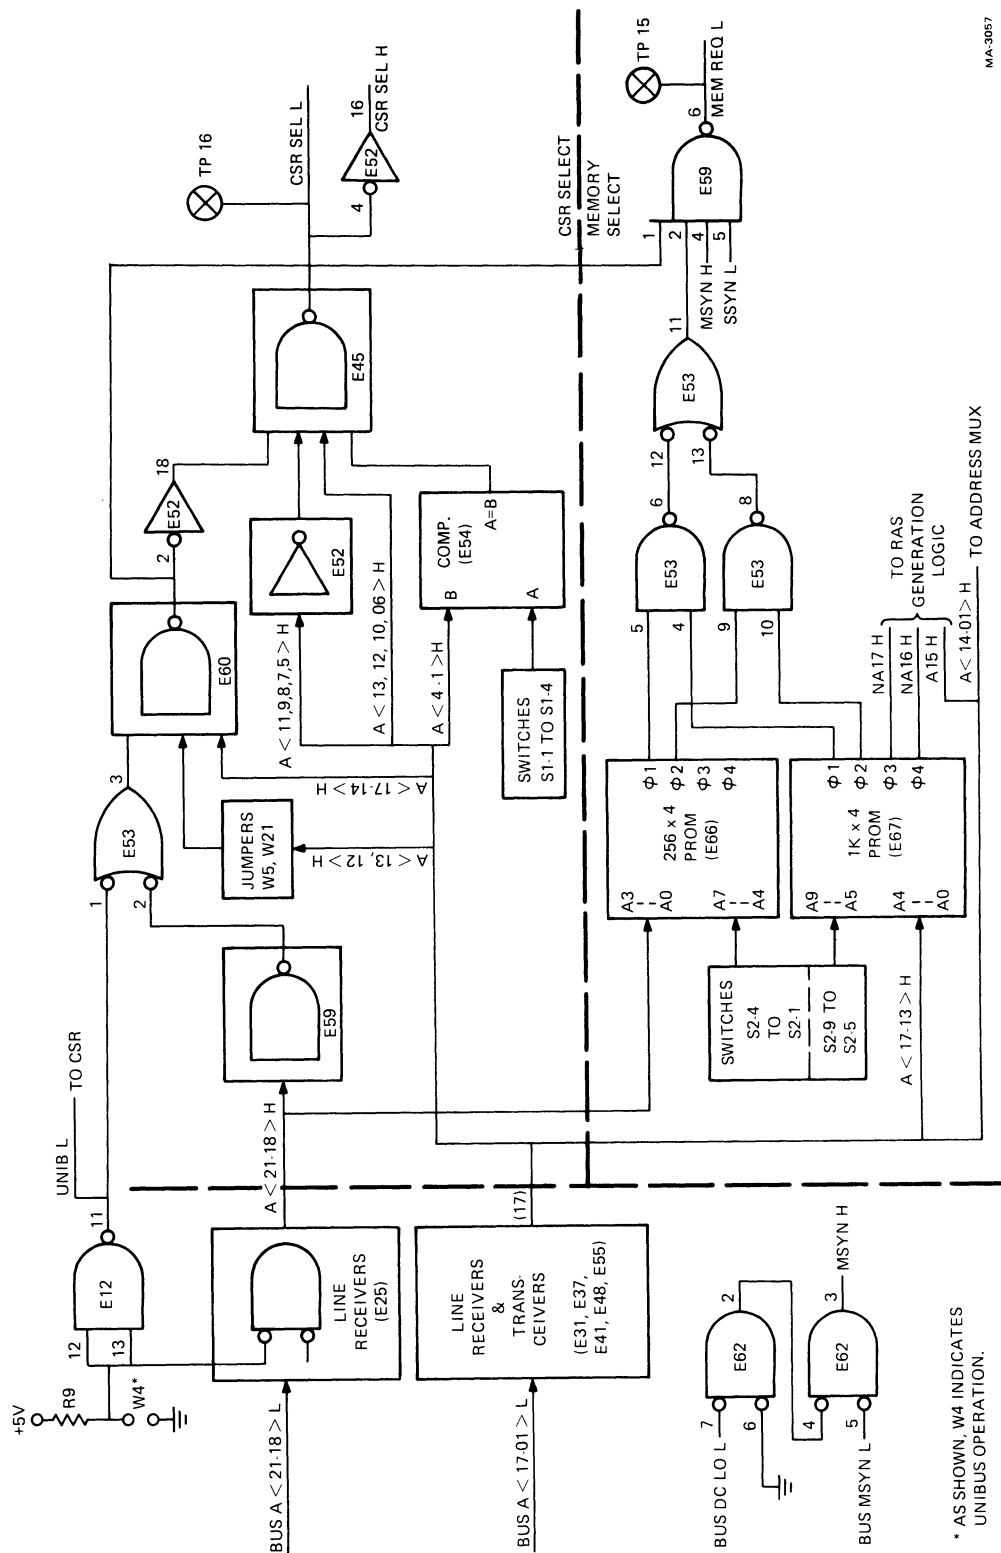 +5V
R9
W4*
12
13
E12
11
UNIB L
TO CSR
BUS A < 21-18 > L
LINE
RECEIVERS
(E25)
A < 21-18 > H
E59
1
2
E53
3
JUMPERS
W5, W21
A < 13, 12 > H
A < 17-14 > H
E60
2
E52
18
A < 11,9,8,7,5 > H
E52
A < 13, 12, 10, 06 > H
A < 4-1 > H
B
COMP.
(E54)
A=B
A
SWITCHES
S1-1 TO S1-4
E45
TP 16
CSR SEL L
4
E52
16
CSR SEL H
BUS A < 17-01 > L
LINE
RECEIVERS
&
TRANS-
CEIVERS
(E31, E37,
E41, E48, E55)
(17)
CSR SELECT
MEMORY
SELECT
SWITCHES
S2-4
TO
S2-1
S2-9 TO
S2-5
A < 17-13 > H
A3
A0
A7
A4
256 x 4
PROM
(E66)
Φ1
Φ2
Φ3
Φ4
A9
A5
A4
A0
1K x 4
PROM
(E67)
Φ1
Φ2
Φ3
Φ4
5
4
E53
6
9
10
E53
8
12
13
E53
11
NA17 H
NA16 H
A15 H
TO RAS
GENERATION
LOGIC
A < 14-01 > H
TO ADDRESS MUX
1
2
4
5
MSYN H
SSYN L
E59
6
TP 15
MEM REQ L
BUS DC LO L
7
6
E62
2
BUS MSYN L
4
5
E62
3
MSYN H
* AS SHOWN, W4 INDICATES
UNIBUS OPERATION.
MA-3057